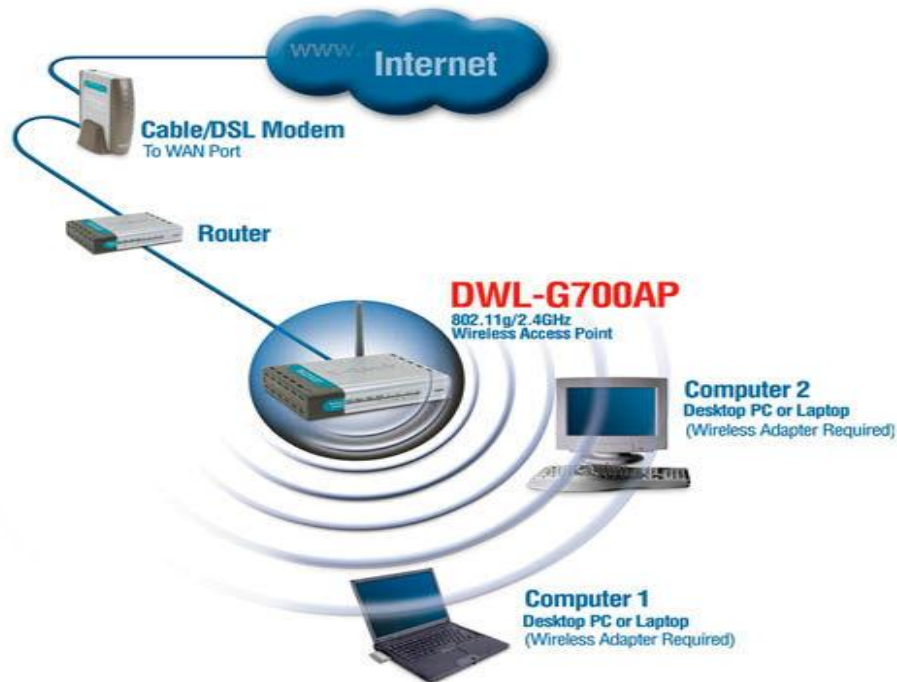 www.
Internet
Cable/DSL Modem
To WAN Port
Router
DWL-G700AP
802.11g/2.4GHz
Wireless Access Point
Computer 2
Desktop PC or Laptop
(Wireless Adapter Required)
Computer 1
Desktop PC or Laptop
(Wireless Adapter Required)